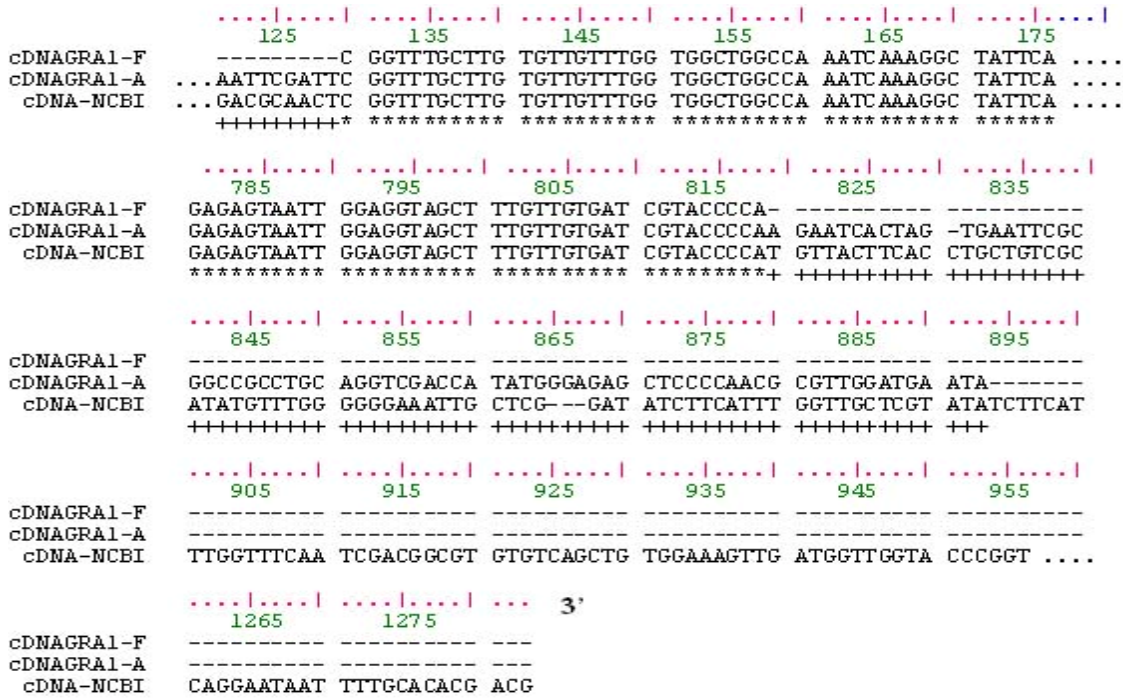 ....|....| ....|....| ....|....| ....|....| ....|....| ....|....|
125 135 145 155 165 175
cDNAGRA1-F ---------C GGTTTGCTTG TGTTGTTTGG TGGCTGGCCA AATCAAAGGC TATTCA ....
cDNAGRA1-A ...AATTCGATTC GGTTTGCTTG TGTTGTTTGG TGGCTGGCCA AATCAAAGGC TATTCA ....
cDNA-NCBI ...GACGCAACTC GGTTTGCTTG TGTTGTTTGG TGGCTGGCCA AATCAAAGGC TATTCA ....
+++++++++* ********** ********** ********** ********** ******
....|....| ....|....| ....|....| ....|....| ....|....| ....|....|
785 795 805 815 825 835
cDNAGRA1-F GAGAGTAATT GGAGGTAGCT TTGTTGTGAT CGTACCCCA- ---------- ----------
cDNAGRA1-A GAGAGTAATT GGAGGTAGCT TTGTTGTGAT CGTACCCCAA GAATCACTAG -TGAATTCGC
cDNA-NCBI GAGAGTAATT GGAGGTAGCT TTGTTGTGAT CGTACCCCAT GTTACTTCAC CTGCTGTCGC
********** ********** ********** *********+ ++++++++++ ++++++++++
....|....| ....|....| ....|....| ....|....| ....|....| ....|....|
845 855 865 875 885 895
cDNAGRA1-F ---------- ---------- ---------- ---------- ---------- ----------
cDNAGRA1-A GGCCGCCTGC AGGTCGACCA TATGGGAGAG CTCCCCAACG CGTTGGATGA ATA-------
cDNA-NCBI ATATGTTTGG GGGGAAATTG CTCG---GAT ATCTTCATTT GGTTGCTCGT ATATCTTCAT
++++++++++ ++++++++++ ++++++++++ ++++++++++ ++++++++++ +++
....|....| ....|....| ....|....| ....|....| ....|....| ....|....|
905 915 925 935 945 955
cDNAGRA1-F ---------- ---------- ---------- ---------- ---------- ----------
cDNAGRA1-A ---------- ---------- ---------- ---------- ---------- ----------
cDNA-NCBI TTGGTTTCAA TCGACGGCGT GTGTCAGCTG TGGAAAGTTG ATGGTTGGTA CCCGGT ....
....|....| ....|....| ... 3’
1265 1275
cDNAGRA1-F ---------- ---------- ---
cDNAGRA1-A ---------- ---------- ---
cDNA-NCBI CAGGAATAAT TTTGCACACG ACG